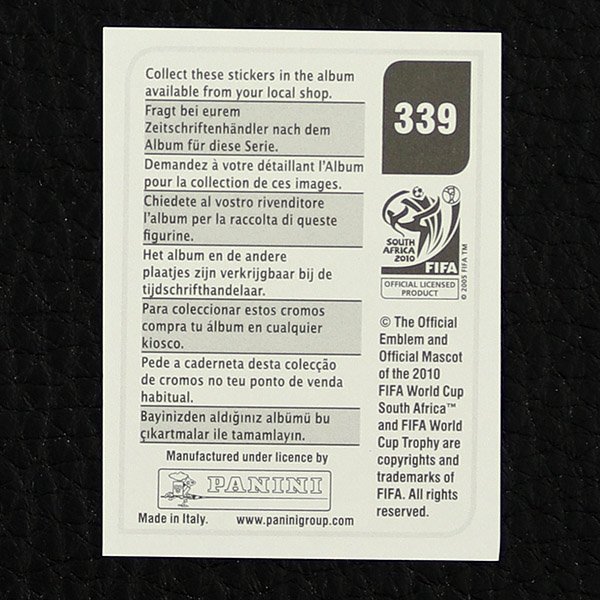 Collect these stickers in the album
available from your local shop.
Fragt bei eurem
Zeitschriftenhändler nach dem
Album für diese Serie.
Demandez à votre détaillant l'Album
pour la collection de ces images.
Chiedete al vostro rivenditore
l'album per la raccolta di queste
figurine.
Het album en de andere
plaatjes zijn verkrijgbaar bij de
tijdschrifthandelaar.
Para coleccionar estos cromos
compra tu álbum en cualquier
kiosco.
Pede a caderneta desta colecção
de cromos no teu ponto de venda
habitual.
Bayinizden aldığınız albümü bu
çıkartmalar ile tamamlayın.
Manufactured under licence by
PANINI
Made in Italy. www.paninigroup.com
339
SOUTH
AFRICA
2010
FIFA
OFFICIAL LICENSED
PRODUCT
© 2005 FIFA TM
© The Official
Emblem and
Official Mascot
of the 2010
FIFA World Cup
South Africa™
and FIFA World
Cup Trophy are
copyrights and
trademarks of
FIFA. All rights
reserved.